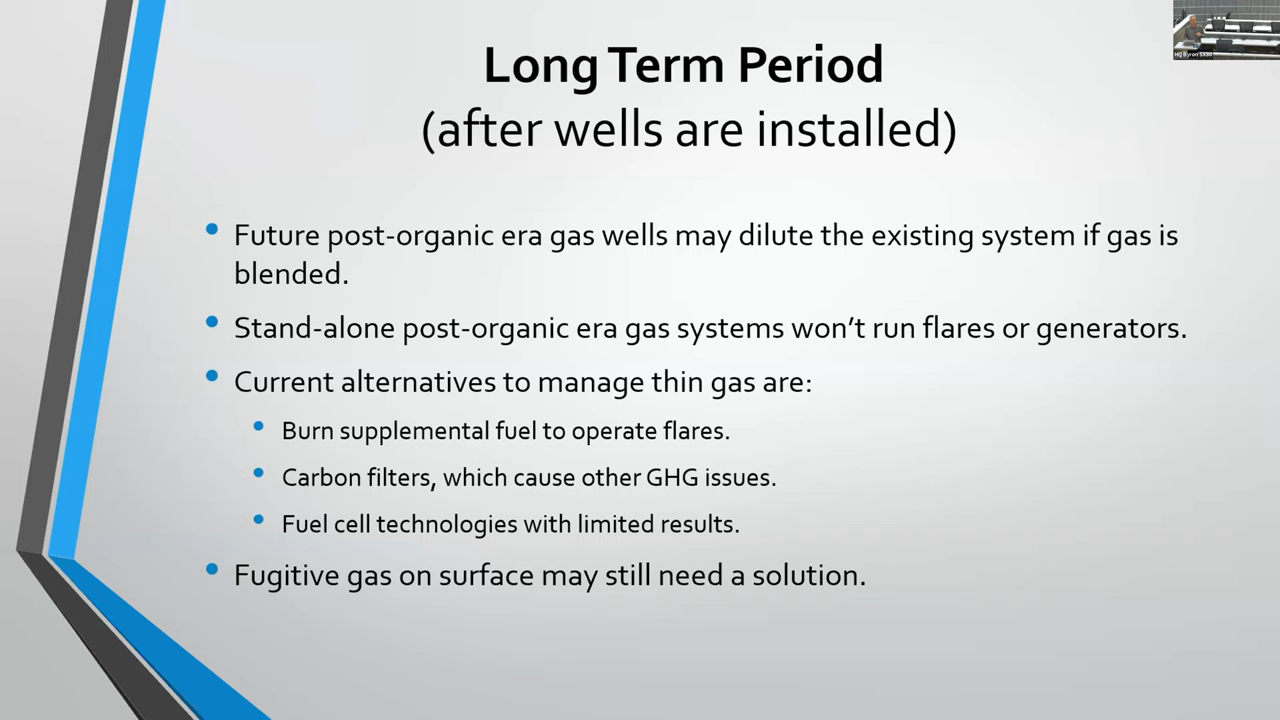 Long Term Period
(after wells are installed)
Future post-organic era gas wells may dilute the existing system if gas is
blended.
Stand-alone post-organic era gas systems won't run flares or generators.
Current alternatives to manage thin gas are:
Burn supplemental fuel to operate flares.
Carbon filters, which cause other GHG issues.
Fuel cell technologies with limited results.
Fugitive gas on surface may still need a solution.